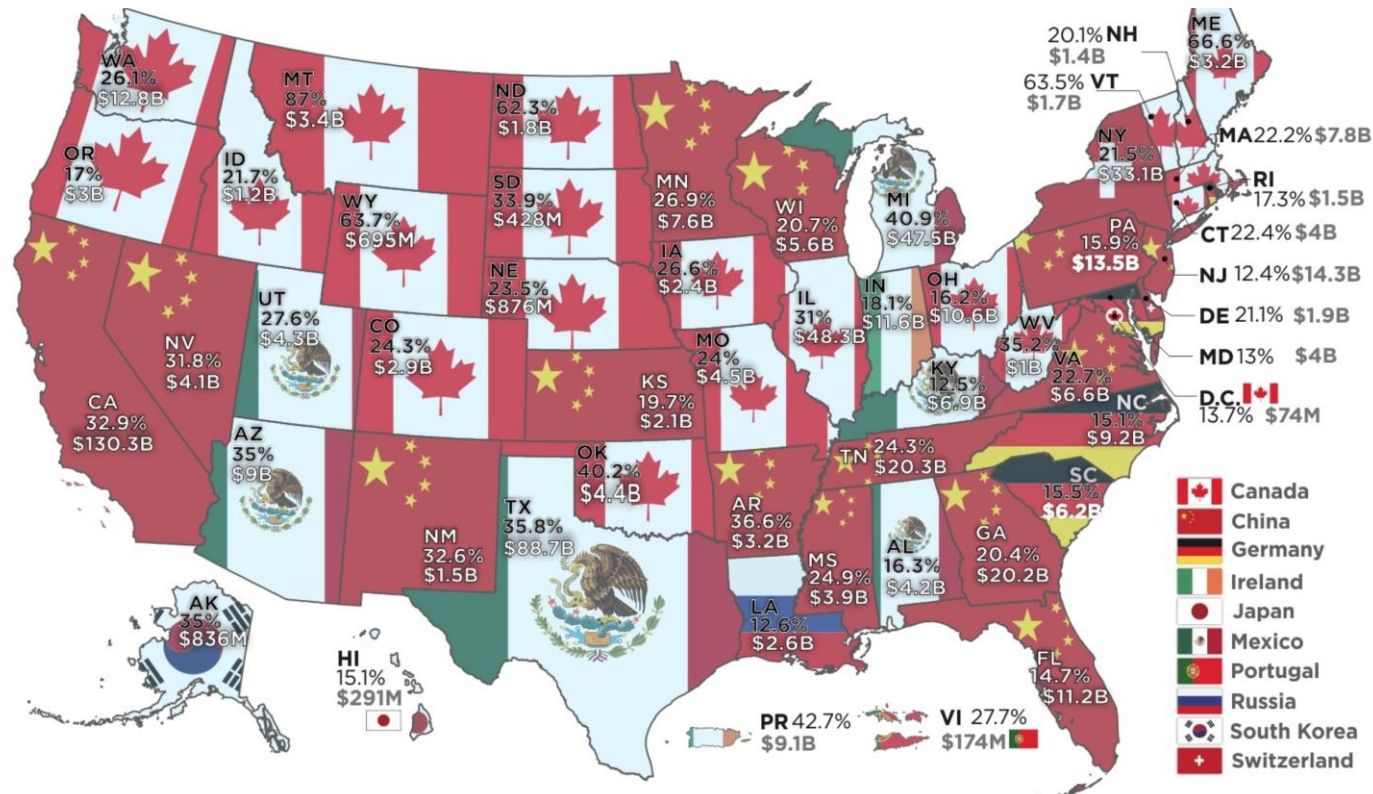 WA
26.1%
$12.8B
OR
17%
$3B
CA
32.9%
$130.3B
NV
31.8%
$4.1B
ID
21.7%
$1.2B
MT
87%
$3.4B
WY
63.7%
$695M
UT
27.6%
$4.3B
AZ
35%
$9B
CO
24.3%
$2.9B
NM
32.6%
$1.5B
ND
62.3%
$1.8B
SD
33.9%
$428M
NE
23.5%
$876M
KS
19.7%
$2.1B
OK
40.2%
$4.4B
TX
35.8%
$88.7B
MN
26.9%
$7.6B
IA
26.6%
$2.4B
MO
24%
$4.5B
AR
36.6%
$3.2B
LA
12.6%
$2.6B
WI
20.7%
$5.6B
IL
31%
$48.3B
MI
40.9%
$47.5B
IN
18.1%
$11.6B
OH
16.2%
$10.6B
KY
12.5%
$6.9B
TN 24.3%
$20.3B
MS
24.9%
$3.9B
AL
16.3%
$4.2B
GA
20.4%
$20.2B
FL
14.7%
$11.2B
SC
15.5%
$6.2B
NC
15.1%
$9.2B
VA
22.7%
$6.6B
WV
35.2%
$1B
PA
15.9%
$13.5B
NY
21.5%
$33.1B
ME
66.6%
$3.2B
20.1% NH
$1.4B
63.5% VT
$1.7B
MA 22.2% $7.8B
RI
17.3% $1.5B
CT 22.4% $4B
NJ 12.4% $14.3B
DE 21.1% $1.9B
MD 13% $4B
D.C.
13.7% $74M
AK
35%
$836M
HI
15.1%
$291M
PR 42.7%
$9.1B
VI 27.7%
$174M
Canada
China
Germany
Ireland
Japan
Mexico
Portugal
Russia
South Korea
Switzerland